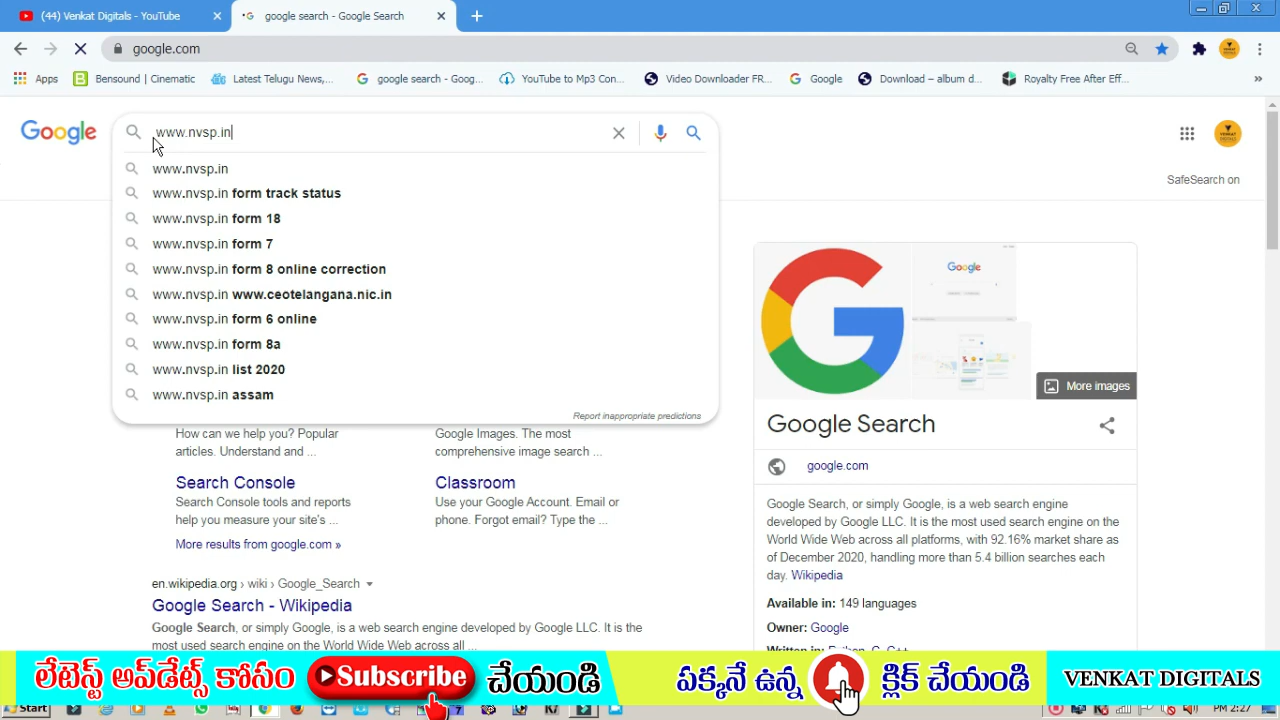 (44) Venkat Digitals - YouTube
google search - Google Search
google.com
Apps
Bensound | Cinematic
Latest Telugu News,...
google search - Goog...
YouTube to Mp3 Con...
Video Downloader FR...
Google
Download – album d...
Royalty Free After Eff...
Google
www.nvsp.in
www.nvsp.in
www.nvsp.in form track status
www.nvsp.in form 18
www.nvsp.in form 7
www.nvsp.in form 8 online correction
www.nvsp.in www.ceotelangana.nic.in
www.nvsp.in form 6 online
www.nvsp.in form 8a
www.nvsp.in list 2020
www.nvsp.in assam
Report inappropriate predictions
SafeSearch on
How can we help you? Popular
articles. Understand and ...
Google Images. The most
comprehensive image search ...
Search Console
Search Console tools and reports
help you measure your site's ...
Classroom
Use your Google Account. Email or
phone. Forgot email? Type the ...
More results from google.com »
en.wikipedia.org › wiki › Google_Search
Google Search - Wikipedia
Google Search, or simply Google, is a web search engine developed by Google LLC. It is the
most used search engine on the World Wide Web across all ...
Google
More images
Google Search
google.com
Google Search, or simply Google, is a web search engine
developed by Google LLC. It is the most used search engine on the
World Wide Web across all platforms, with 92.16% market share as
of December 2020, handling more than 5.4 billion searches each
day. Wikipedia
Available in: 149 languages
Owner: Google
Written in: Python, C, C++
లేటెస్ట్ అప్‌డేట్స్ కోసం Subscribe చేయండి
పక్కనే ఉన్న క్లిక్ చేయండి
VENKAT DIGITALS
Start
PM 2:27